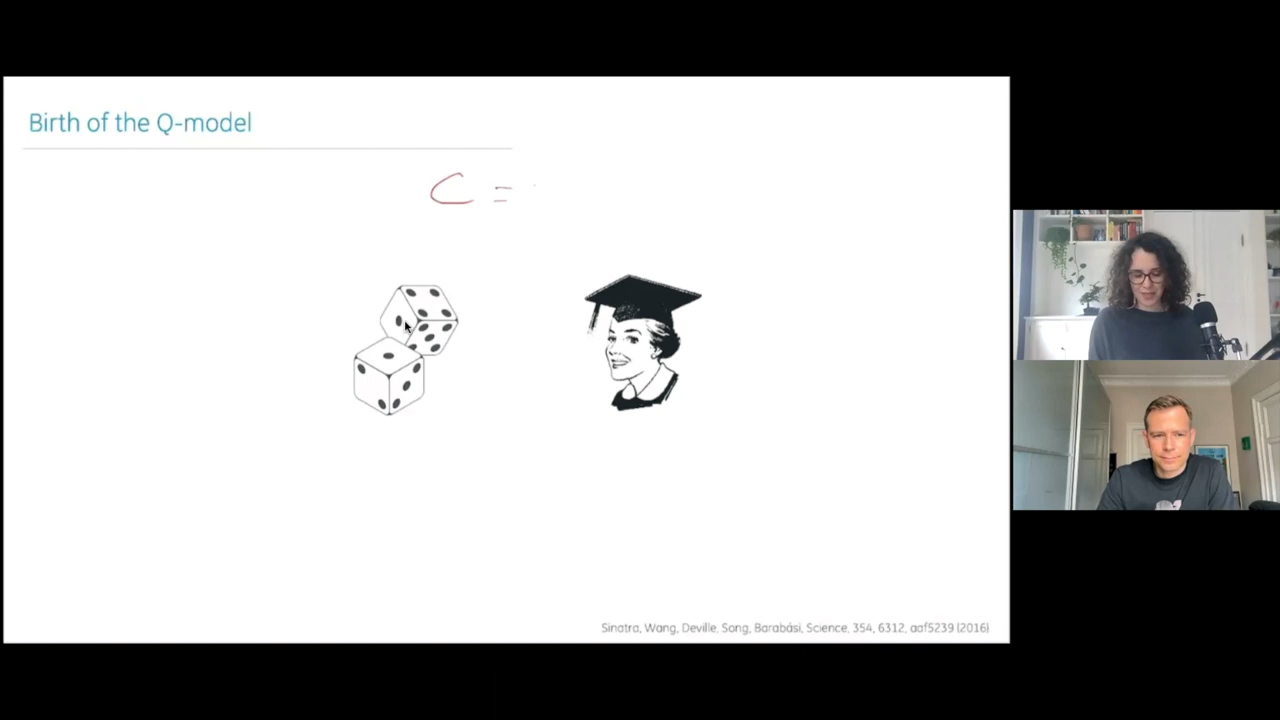 Birth of the Q-model
C =
Sinatra, Wang, Deville, Song, Barabási, Science, 354, 6312, aaf5239 (2016)